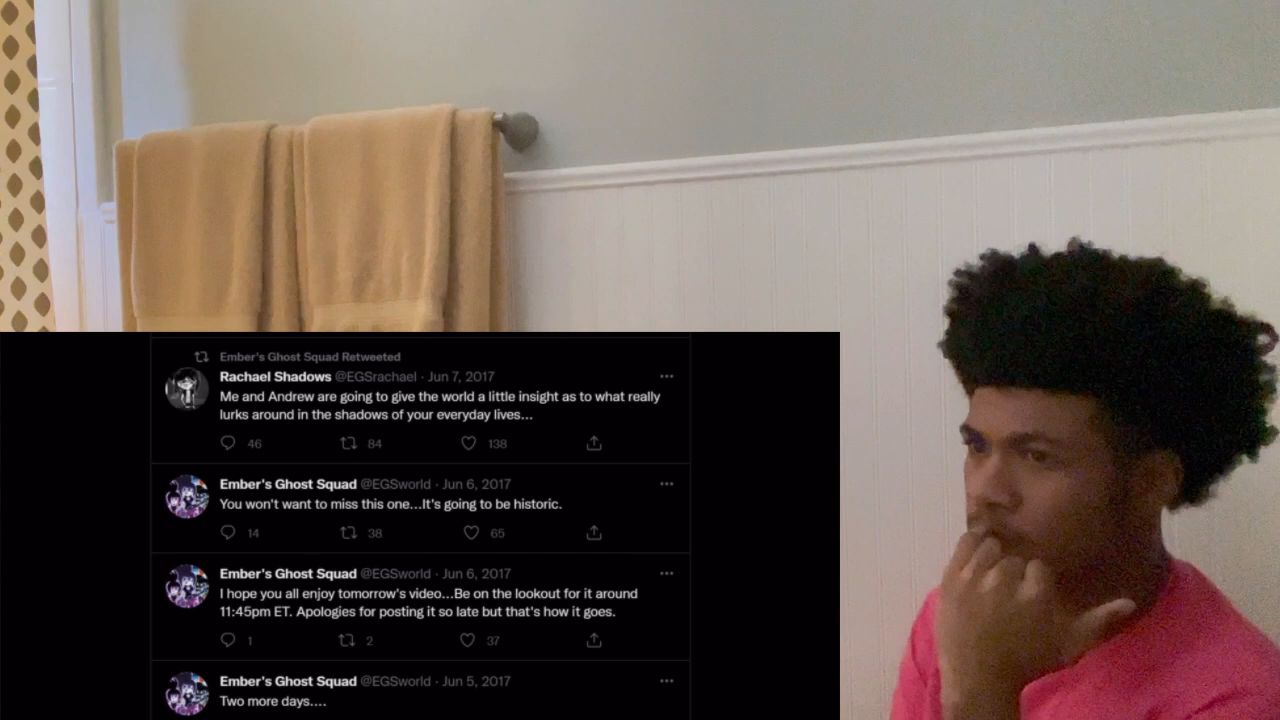 Ember's Ghost Squad Retweeted
Rachael Shadows @EGSrachael · Jun 7, 2017
Me and Andrew are going to give the world a little insight as to what really
lurks around in the shadows of your everyday lives...
46 84 138
Ember's Ghost Squad @EGSworld · Jun 6, 2017
You won't want to miss this one...It's going to be historic.
14 38 65
Ember's Ghost Squad @EGSworld · Jun 6, 2017
I hope you all enjoy tomorrow's video...Be on the lookout for it around
11:45pm ET. Apologies for posting it so late but that's how it goes.
1 2 37
Ember's Ghost Squad @EGSworld · Jun 5, 2017
Two more days....